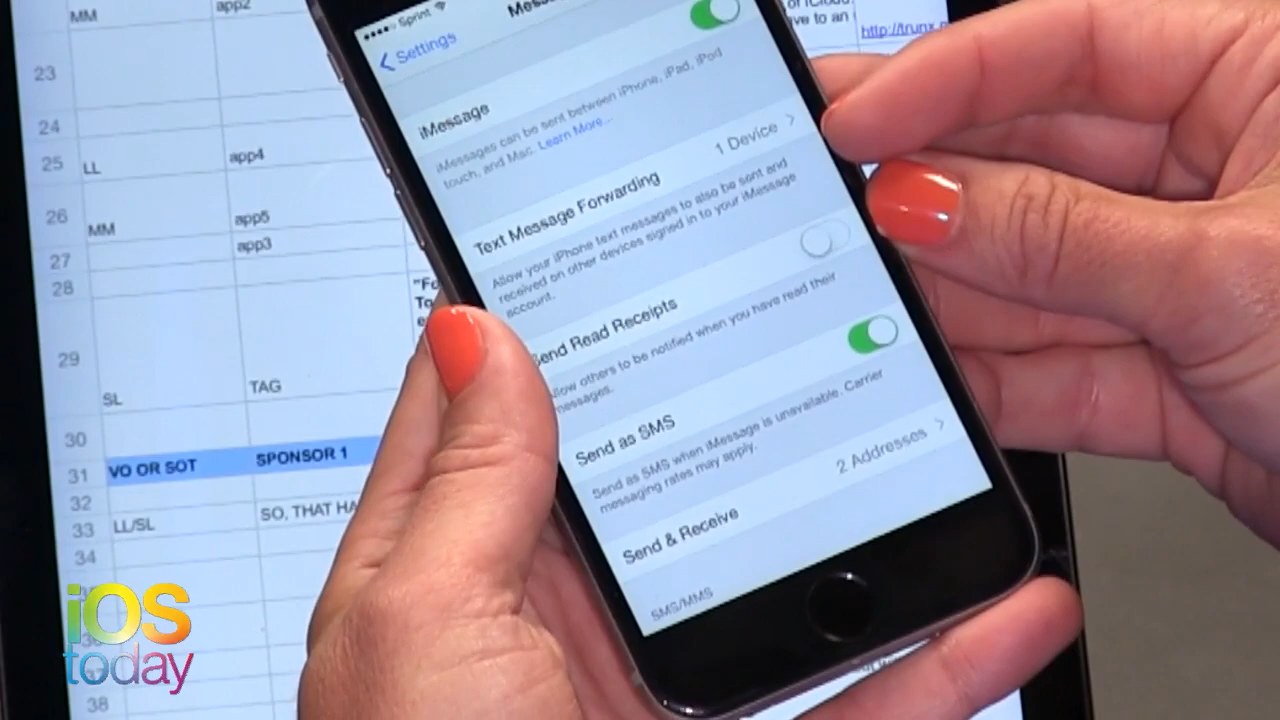 MM
app2
23
24
25
LL
app4
26
MM
app5
27
app3
28
29
SL
TAG
30
31
VO OR SOT
SPONSOR 1
32
33
LL/SL
SO, THAT HA
34
38
Sprint
Settings
iMessage
iMessages can be sent between iPhone, iPad, iPod
touch, and Mac. Learn More...
Text Message Forwarding
1 Device
Allow your iPhone text messages to also be sent and
received on other devices signed in to your iMessage
account.
Send Read Receipts
Allow others to be notified when you have read their
messages.
Send as SMS
Send as SMS when iMessage is unavailable. Carrier
messaging rates may apply.
Send & Receive
2 Addresses
SMS/MMS
http://trunx.
iOS
today